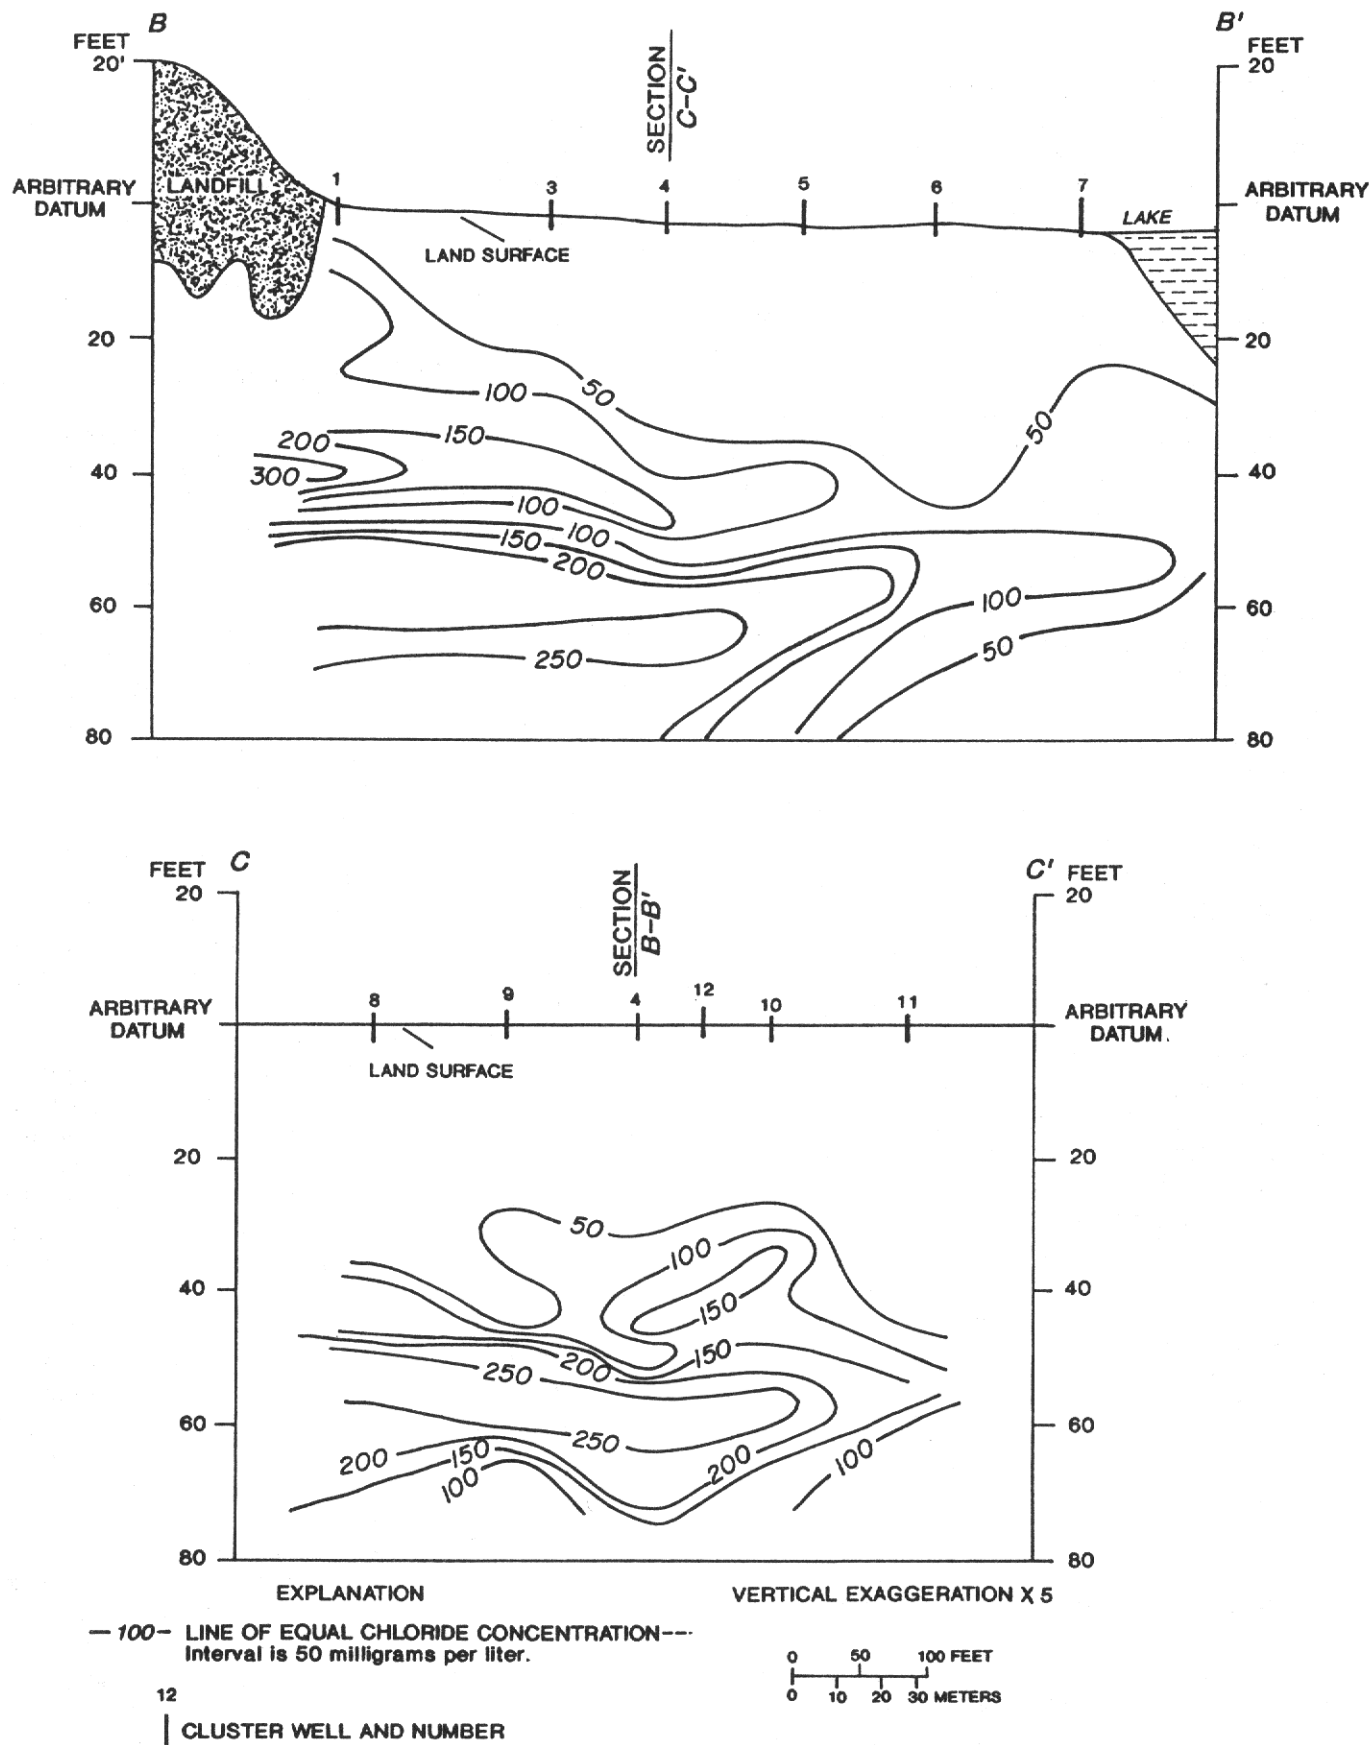 B
B'
FEET
FEET
20'
20
SECTION
C-C'
1
3
4
5
6
7
ARBITRARY
DATUM
LANDFILL
ARBITRARY
DATUM
LAKE
LAND SURFACE
20
20
50
100
50
150
200
300
40
40
100
100
150
200
100
60
60
50
250
80
80
FEET
C
C'
FEET
20
20
SECTION
B-B'
8
9
4
12
10
11
ARBITRARY
DATUM
ARBITRARY
DATUM.
LAND SURFACE
20
20
50
100
40
40
150
150
200
250
60
60
250
200
150
100
200
100
80
80
EXPLANATION
VERTICAL EXAGGERATION X 5
—100— LINE OF EQUAL CHLORIDE CONCENTRATION---
Interval is 50 milligrams per liter.
0 50 100 FEET
0 10 20 30 METERS
12
CLUSTER WELL AND NUMBER